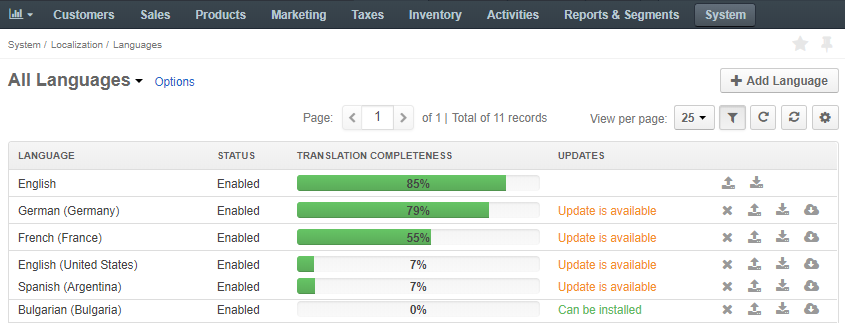 Customers Sales Products Marketing Taxes Inventory Activities Reports & Segments System
System / Localization / Languages
All Languages Options + Add Language
Page: 1 of 1 | Total of 11 records View per page: 25
LANGUAGE STATUS TRANSLATION COMPLETENESS UPDATES
English Enabled 85%
German (Germany) Enabled 79% Update is available
French (France) Enabled 55% Update is available
English (United States) Enabled 7% Update is available
Spanish (Argentina) Enabled 7% Update is available
Bulgarian (Bulgaria) Enabled 0% Can be installed